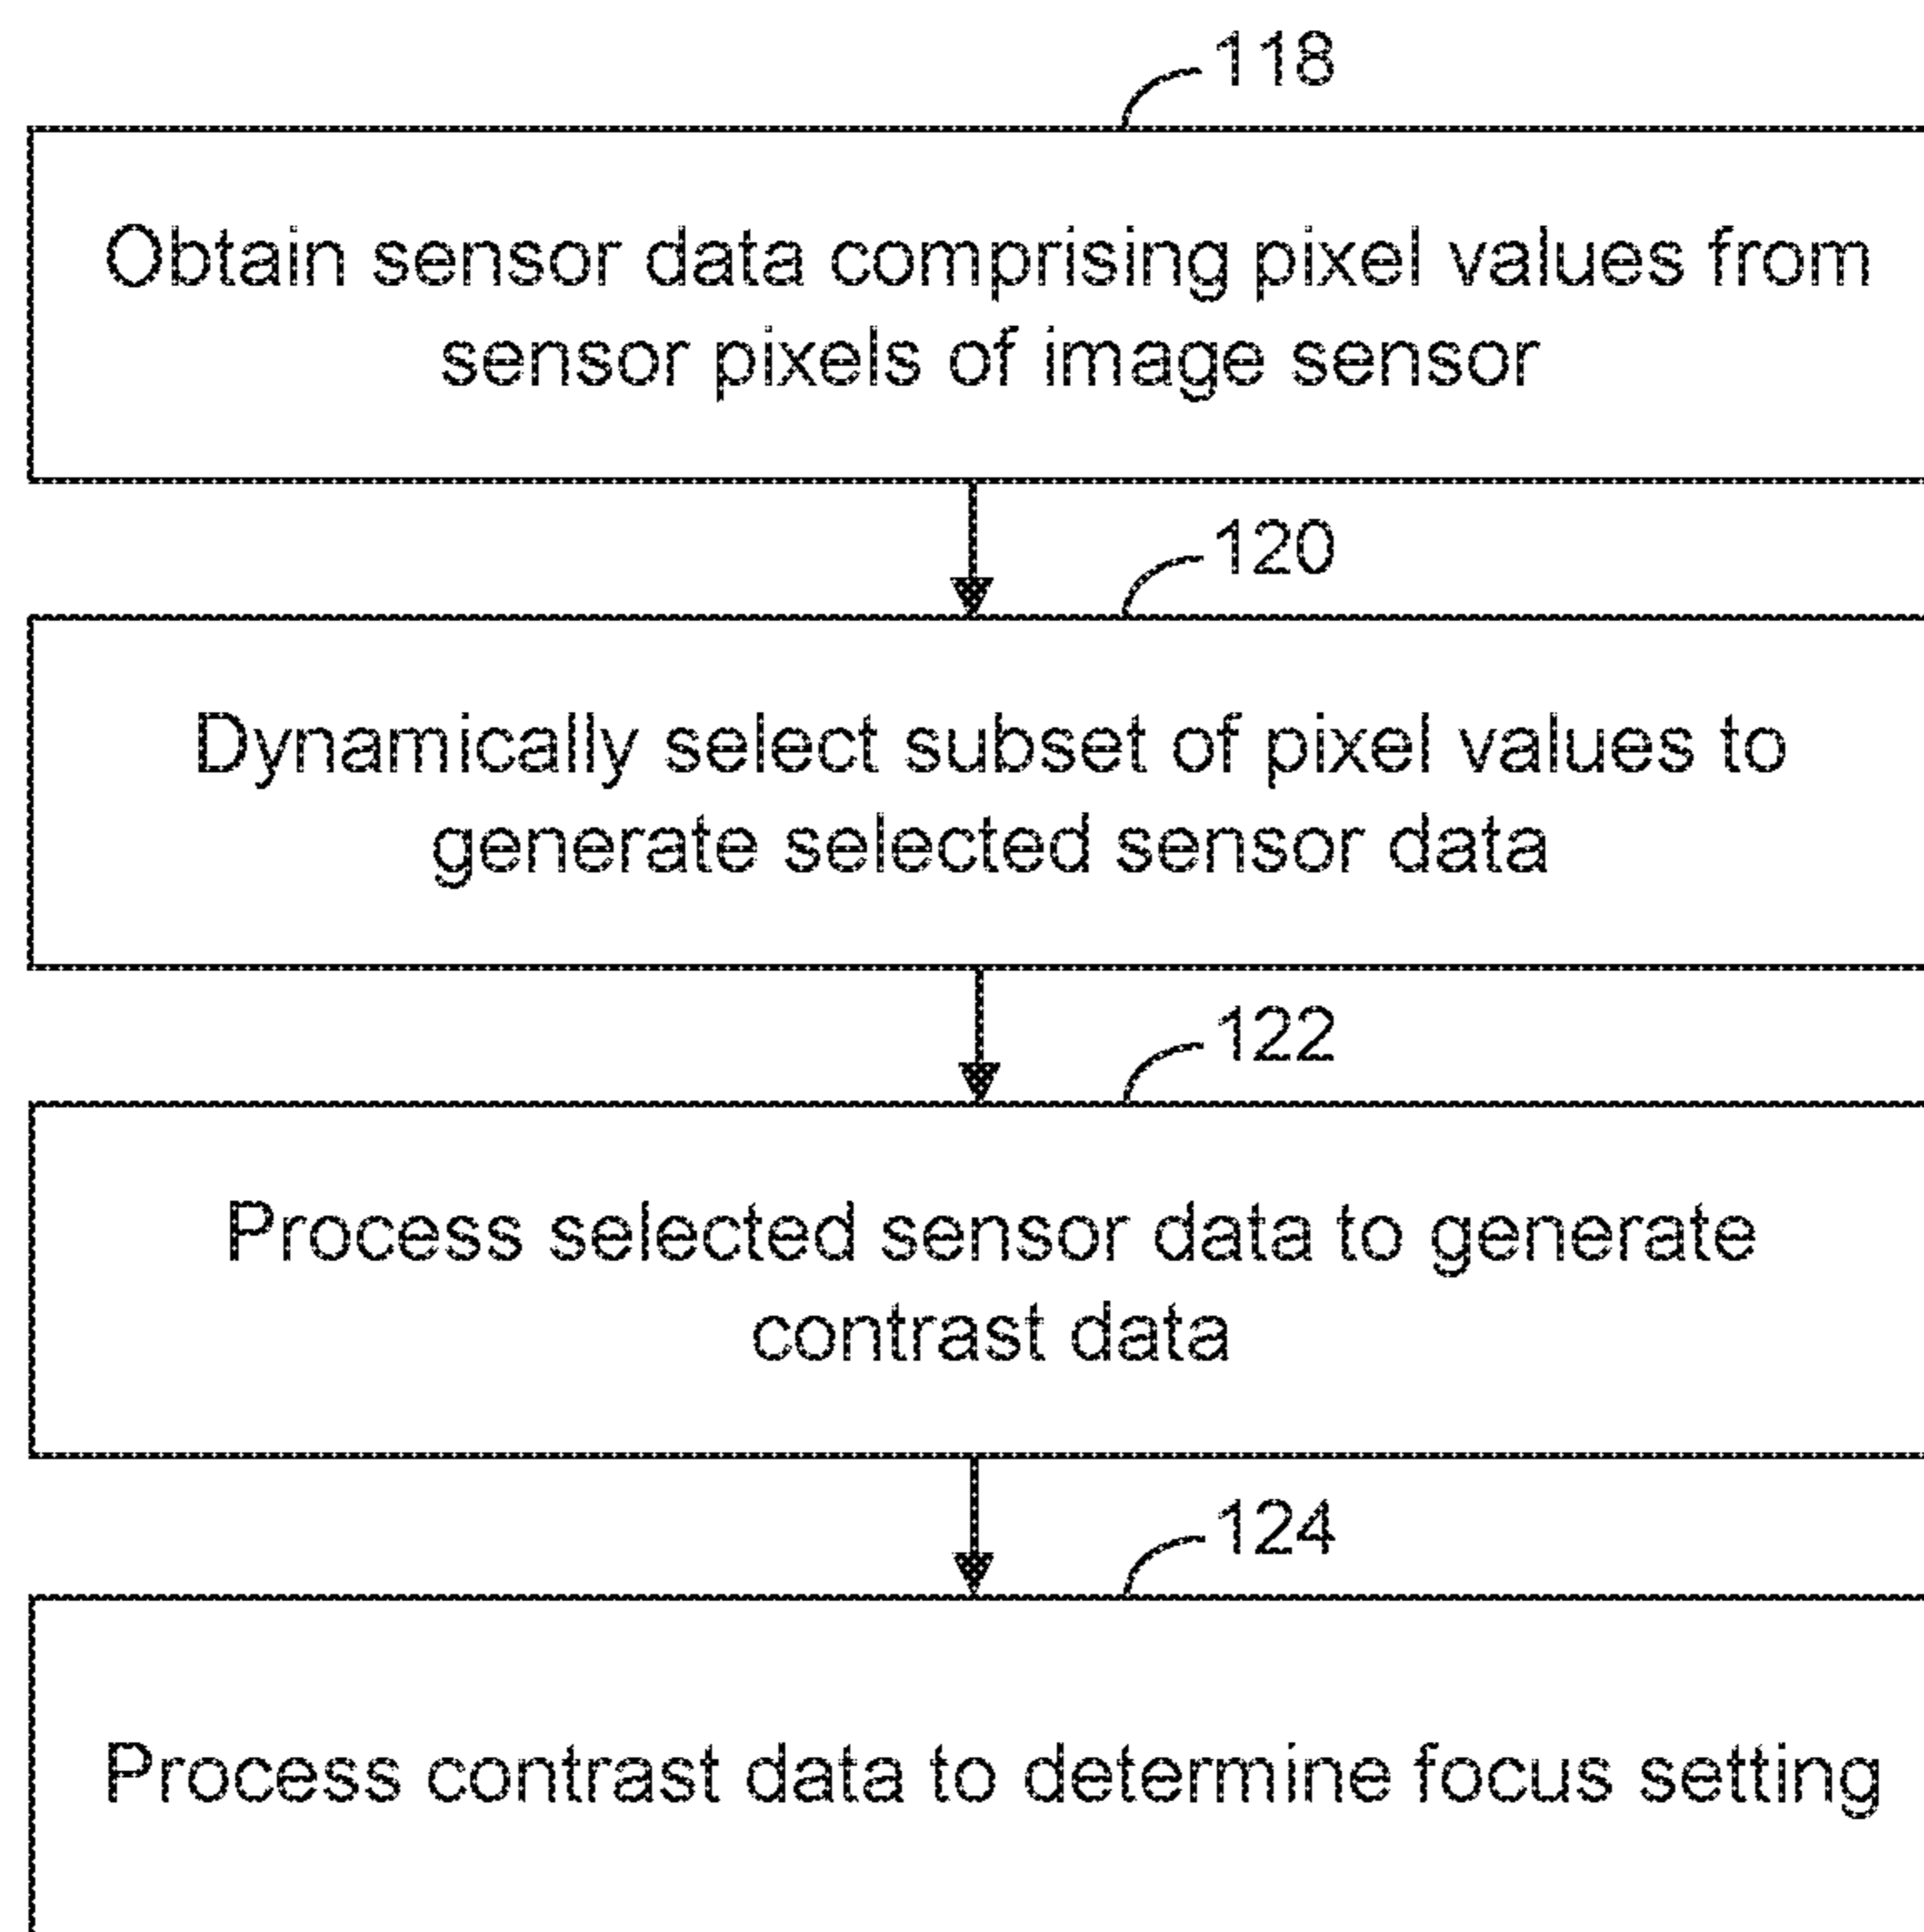 118
Obtain sensor data comprising pixel values from
sensor pixels of image sensor
120
Dynamically select subset of pixel values to
generate selected sensor data
122
Process selected sensor data to generate
contrast data
124
Process contrast data to determine focus setting